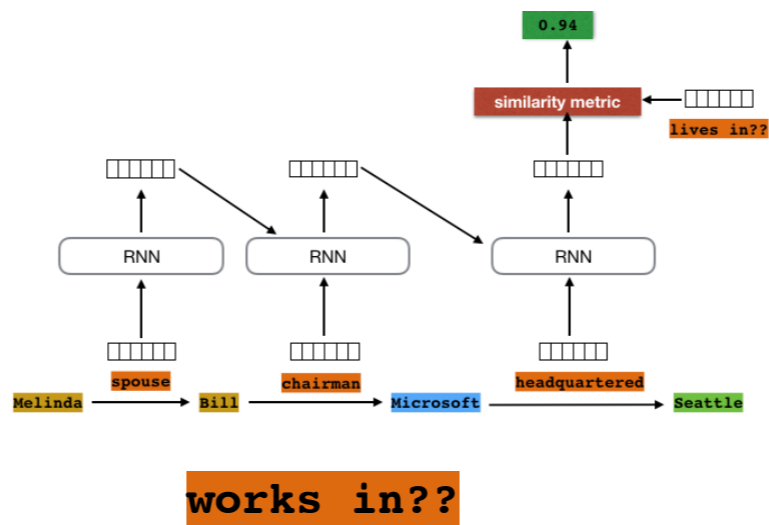 0.94
similarity metric
lives in??
RNN
RNN
RNN
spouse
chairman
headquartered
Melinda
Bill
Microsoft
Seattle
works in??